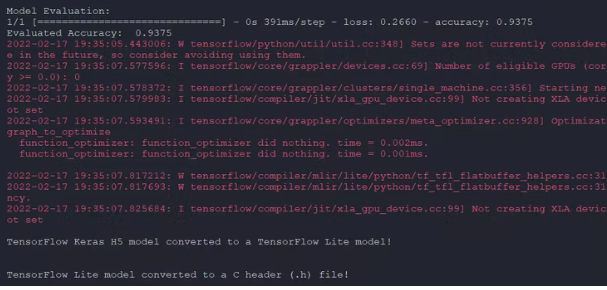 Model Evaluation:
1/1 [==============================] - 0s 391ms/step - loss: 0.2660 - accuracy: 0.9375
Evaluated Accuracy:  0.9375
2022-02-17 19:35:05.443006: W tensorflow/python/util/util.cc:348] Sets are not currently considere
e in the future, so consider avoiding using them.
2022-02-17 19:35:07.577596: I tensorflow/core/grappler/devices.cc:69] Number of eligible GPUs (cor
y >= 0.0): 0
2022-02-17 19:35:07.578372: I tensorflow/core/grappler/clusters/single_machine.cc:356] Starting ne
2022-02-17 19:35:07.579983: I tensorflow/compiler/jit/xla_gpu_device.cc:99] Not creating XLA devic
ot set
2022-02-17 19:35:07.593491: I tensorflow/core/grappler/optimizers/meta_optimizer.cc:928] Optimizat
graph_to_optimize
  function_optimizer: function_optimizer did nothing. time = 0.002ms.
  function_optimizer: function_optimizer did nothing. time = 0.001ms.
2022-02-17 19:35:07.817212: W tensorflow/compiler/mlir/lite/python/tf_tfl_flatbuffer_helpers.cc:31
2022-02-17 19:35:07.817693: W tensorflow/compiler/mlir/lite/python/tf_tfl_flatbuffer_helpers.cc:31
ncy.
2022-02-17 19:35:07.825684: I tensorflow/compiler/jit/xla_gpu_device.cc:99] Not creating XLA devic
ot set
TensorFlow Keras H5 model converted to a TensorFlow Lite model!
TensorFlow Lite model converted to a C header (.h) file!